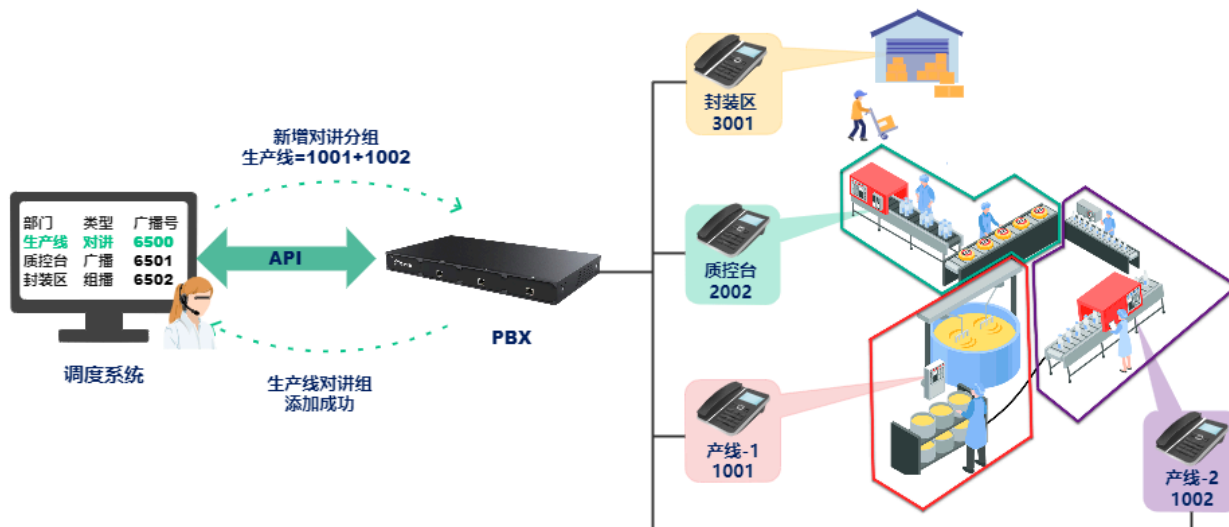 新增对讲分组
生产线=1001+1002
部门 类型 广播号
生产线 对讲 6500
质控台 广播 6501
封装区 组播 6502
调度系统
API
生产线对讲组
添加成功
PBX
封装区
3001
质控台
2002
产线-1
1001
产线-2
1002